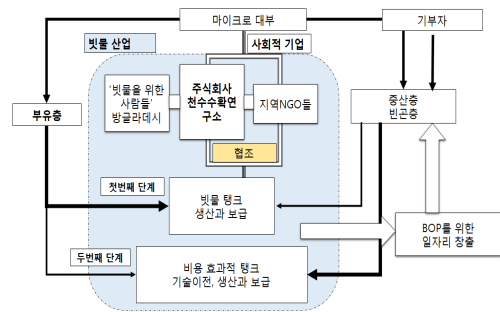 마이크로 대부
기부자
빗물 산업
사회적 기업
'빗물을 위한
사람들'
방글라데시
주식회사
천수수확연
구소
지역NGO들
부유층
중산층
빈곤층
협조
첫번째 단계
빗물 탱크
생산과 보급
BOP를 위한
일자리 창출
두번째 단계
비용 효과적 탱크
기술이전, 생산과 보급